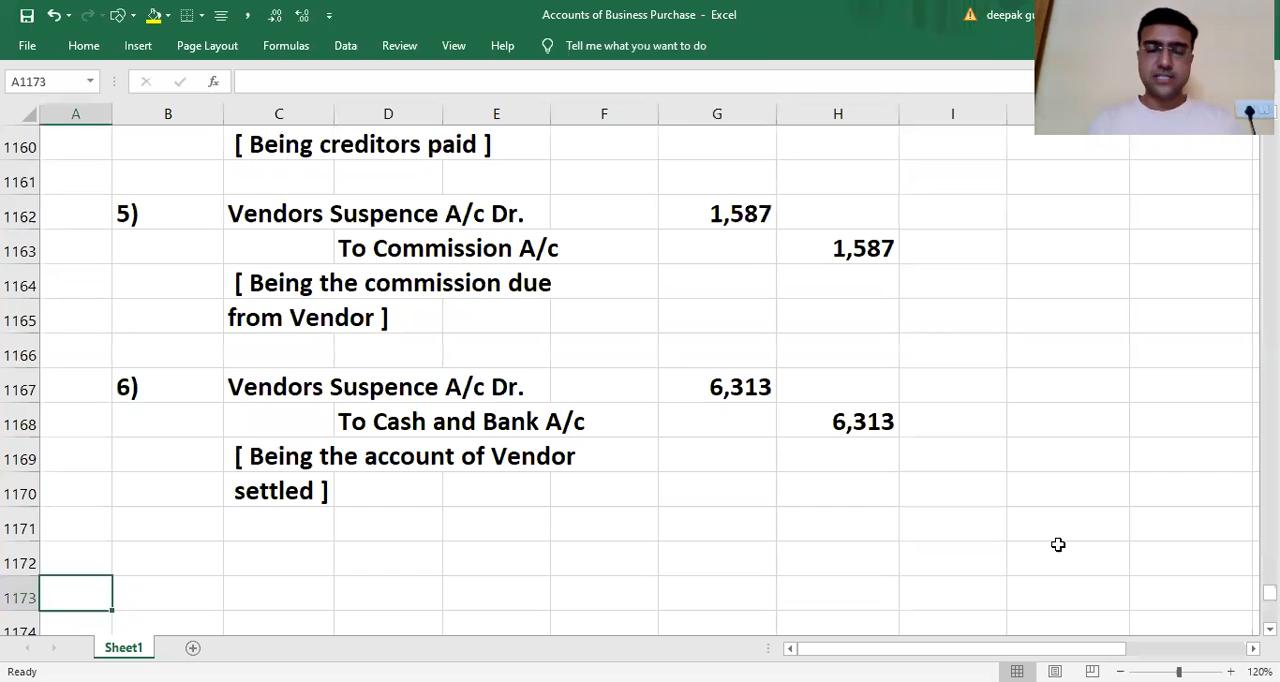 Accounts of Business Purchase - Excel
deepak gu
File Home Insert Page Layout Formulas Data Review View Help Tell me what you want to do
A1173
fx
A B C D E F G H I
1160 [ Being creditors paid ]
1161
1162 5) Vendors Suspence A/c Dr. 1,587
1163 To Commission A/c 1,587
1164 [ Being the commission due
1165 from Vendor ]
1166
1167 6) Vendors Suspence A/c Dr. 6,313
1168 To Cash and Bank A/c 6,313
1169 [ Being the account of Vendor
1170 settled ]
1171
1172
1173
1174
Sheet1
Ready
120%